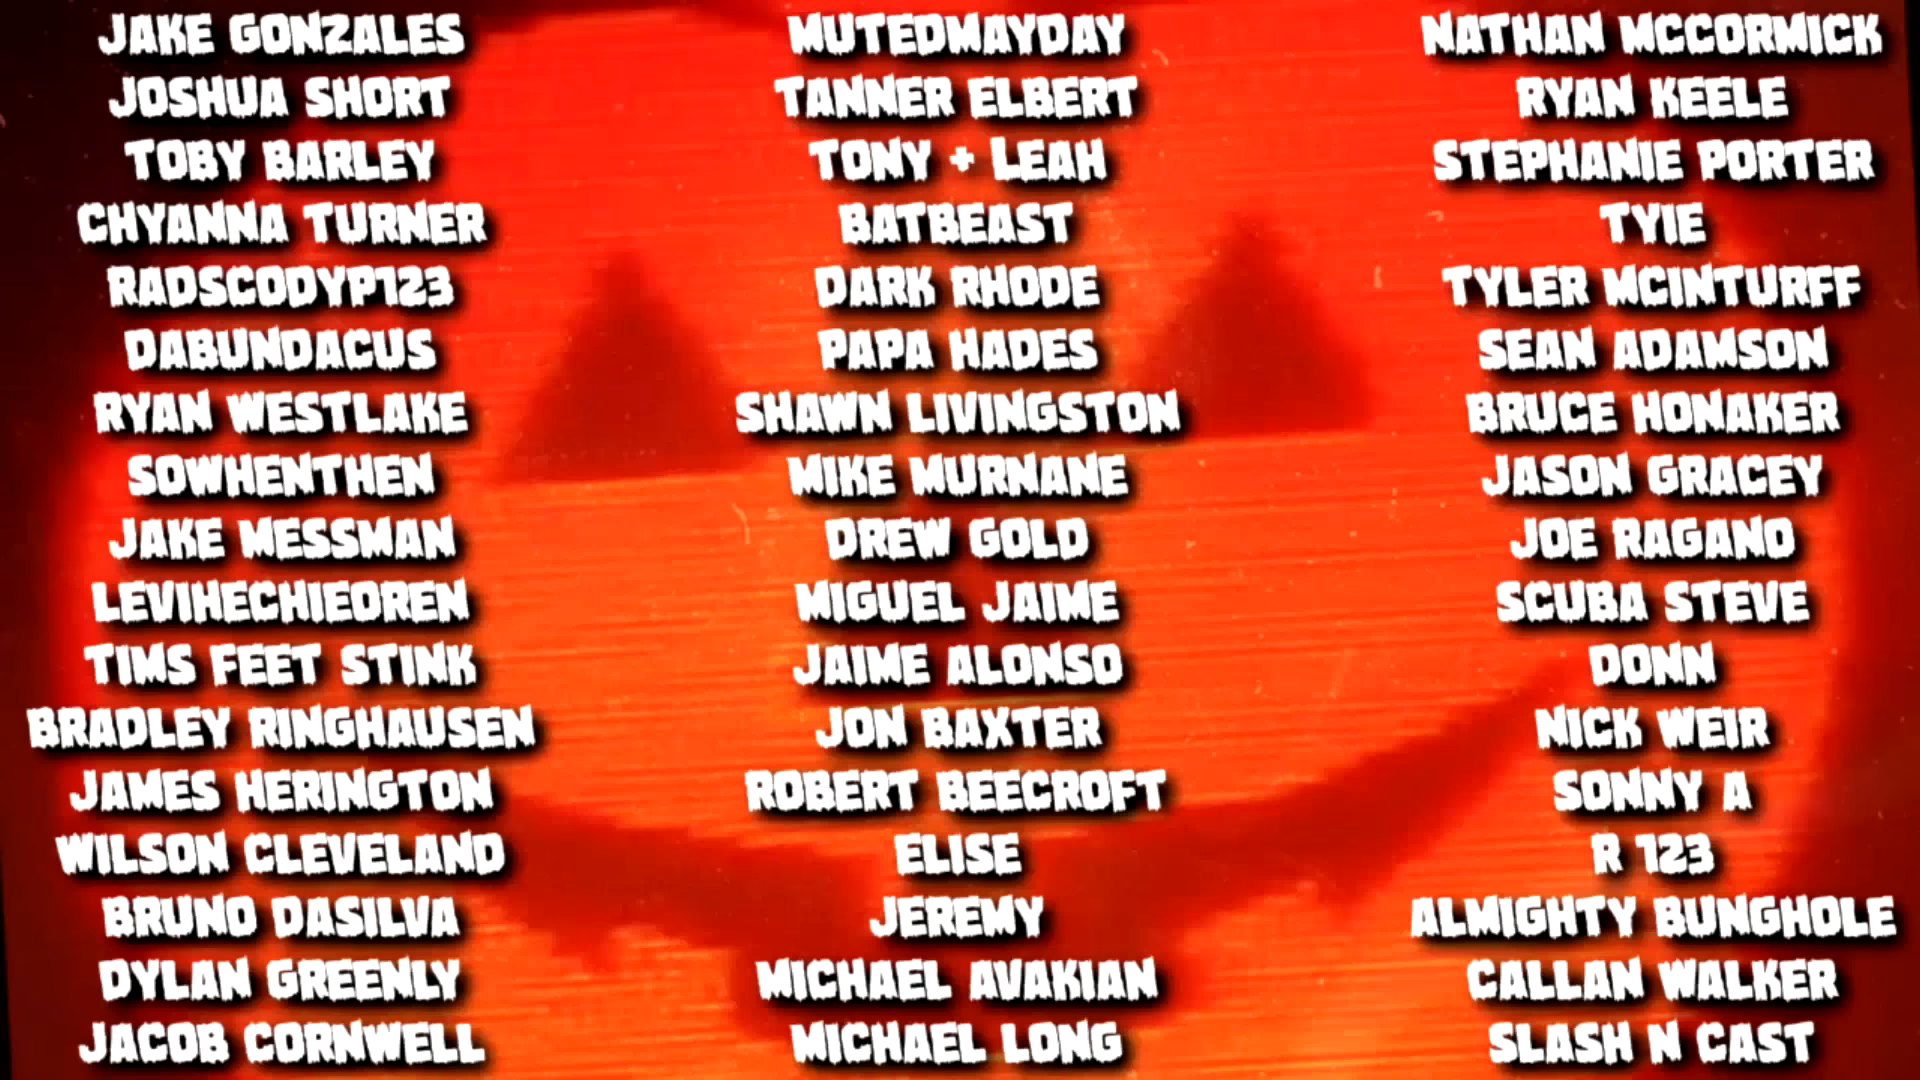 JAKE GONZALES
JOSHUA SHORT
TOBY BARLEY
CHYANNA TURNER
RADSCODYP123
DABUNDACUS
RYAN WESTLAKE
SOWHENTHEN
JAKE MESSMAN
LEVIHECHIEDREN
TIMS FEET STINK
BRADLEY RINGHAUSEN
JAMES HERINGTON
WILSON CLEVELAND
BRUNO DASILVA
DYLAN GREENLY
JACOB CORNWELL
MUTEDMAYDAY
TANNER ELBERT
TONY + LEAH
BATBEAST
DARK RHODE
PAPA HADES
SHAWN LIVINGSTON
MIKE MURNANE
DREW GOLD
MIGUEL JAIME
JAIME ALONSO
JON BAXTER
ROBERT BEECROFT
ELISE
JEREMY
MICHAEL AVAKIAN
MICHAEL LONG
NATHAN MCCORMICK
RYAN KEELE
STEPHANIE PORTER
TYIE
TYLER MCINTURFF
SEAN ADAMSON
BRUCE HONAKER
JASON GRACEY
JOE RAGANO
SCUBA STEVE
DONN
NICK WEIR
SONNY A
R 123
ALMIGHTY BUNGHOLE
CALLAN WALKER
SLASH N CAST